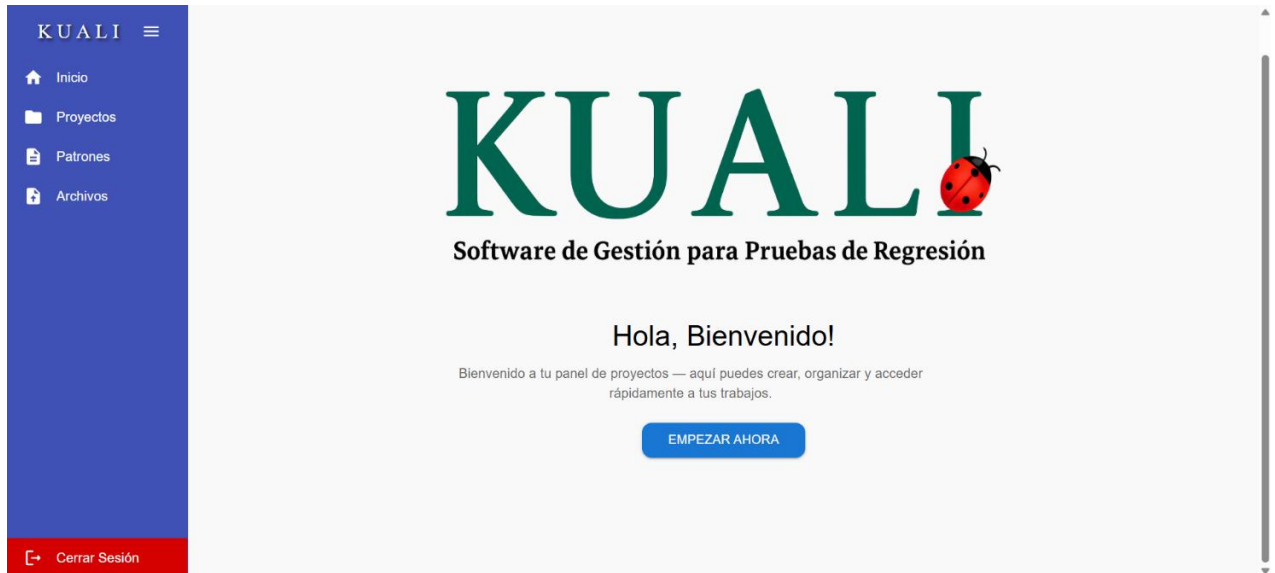 KUALI
Inicio
Proyectos
Patrones
Archivos
Cerrar Sesión
KUALI
Software de Gestión para Pruebas de Regresión
Hola, Bienvenido!
Bienvenido a tu panel de proyectos — aquí puedes crear, organizar y acceder
rápidamente a tus trabajos.
EMPEZAR AHORA